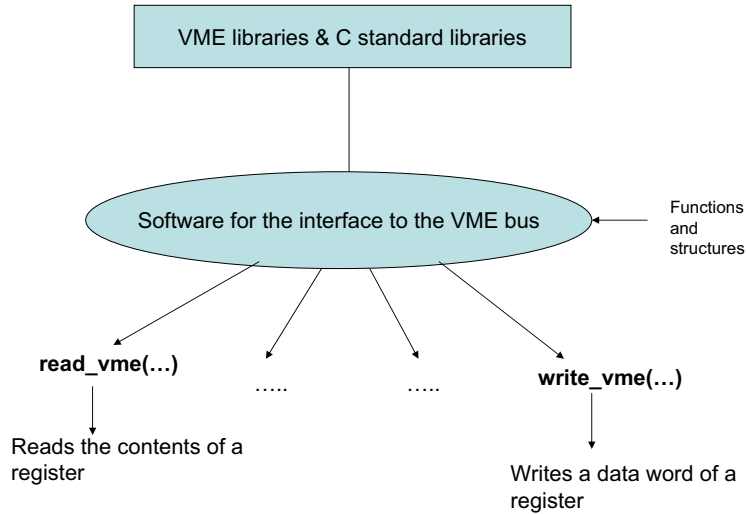 VME libraries & C standard libraries
Software for the interface to the VME bus
Functions
and
structures
read_vme(…)
…..
…..
write_vme(…)
Reads the contents of a
register
Writes a data word of a
register